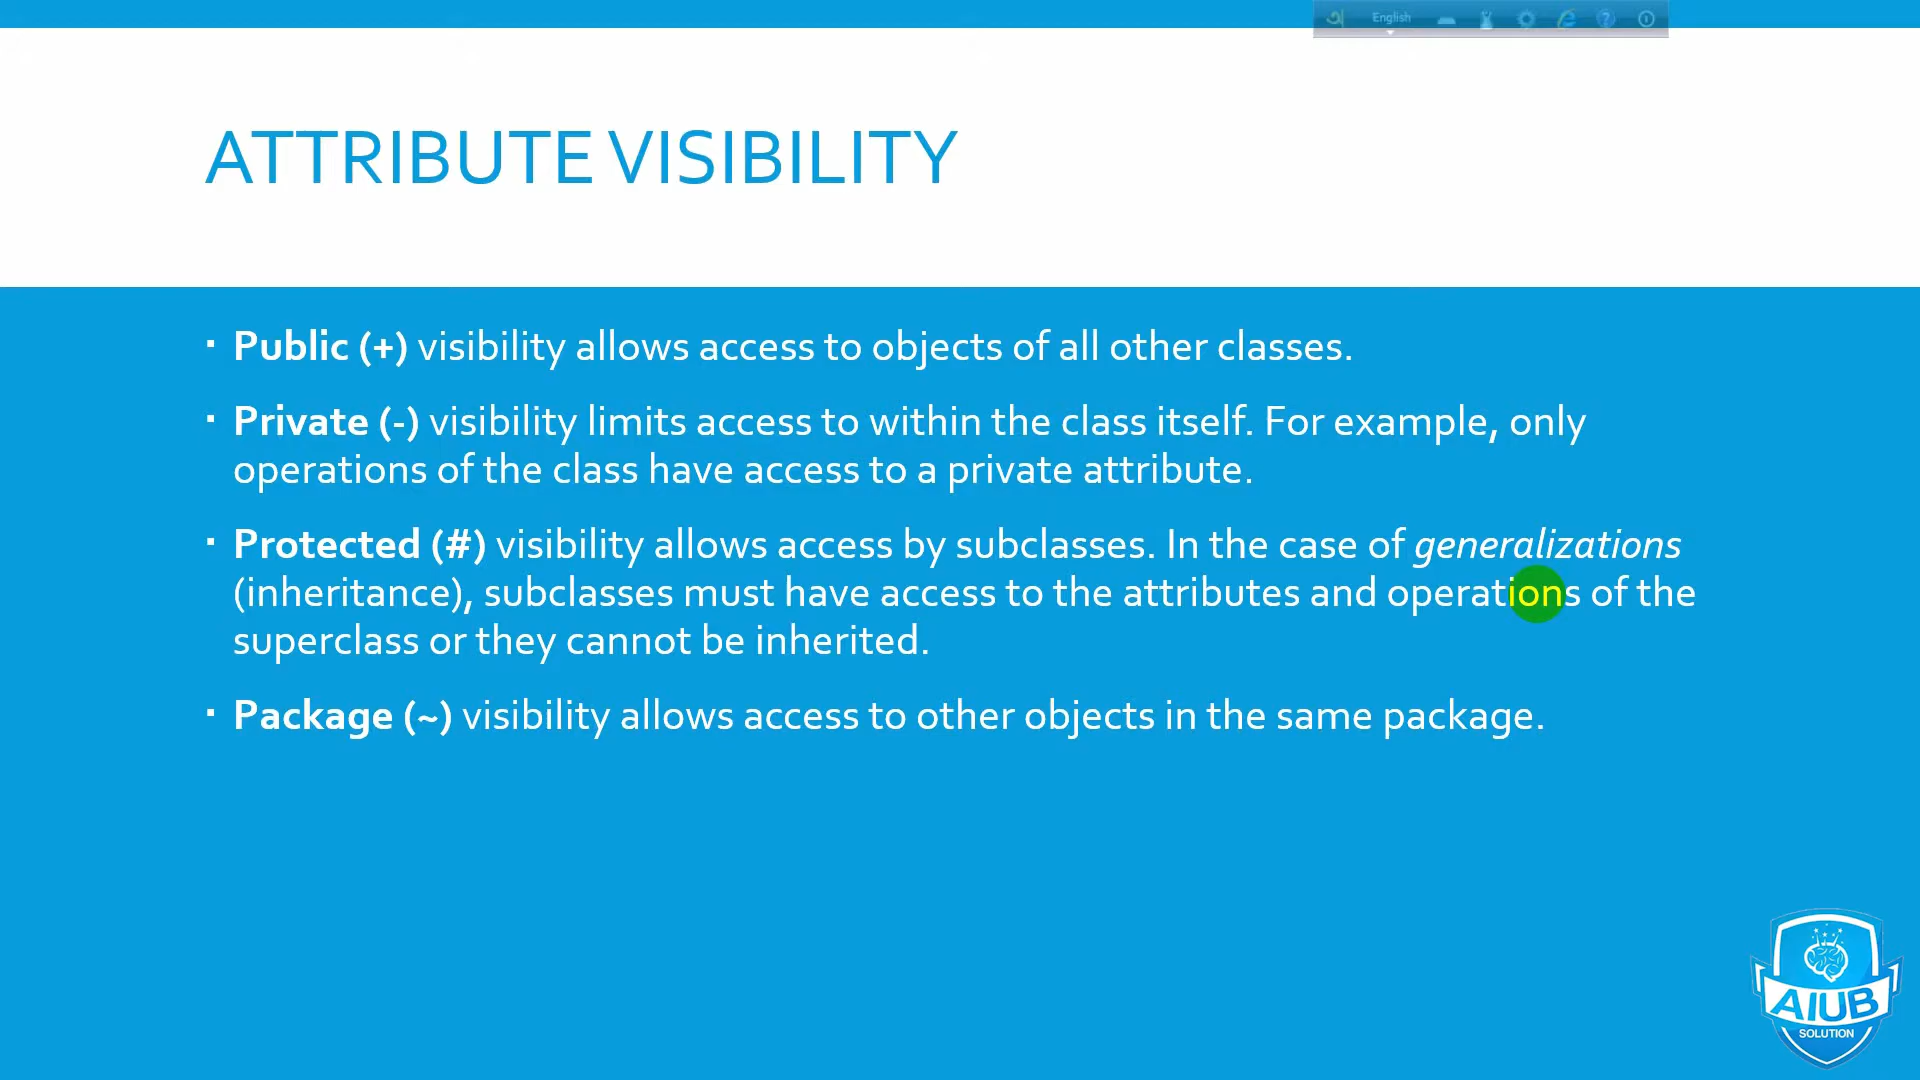 English
ATTRIBUTE VISIBILITY
▪ Public (+) visibility allows access to objects of all other classes.
▪ Private (-) visibility limits access to within the class itself. For example, only
operations of the class have access to a private attribute.
▪ Protected (#) visibility allows access by subclasses. In the case of generalizations
(inheritance), subclasses must have access to the attributes and operations of the
superclass or they cannot be inherited.
▪ Package (~) visibility allows access to other objects in the same package.
AIUB
SOLUTION